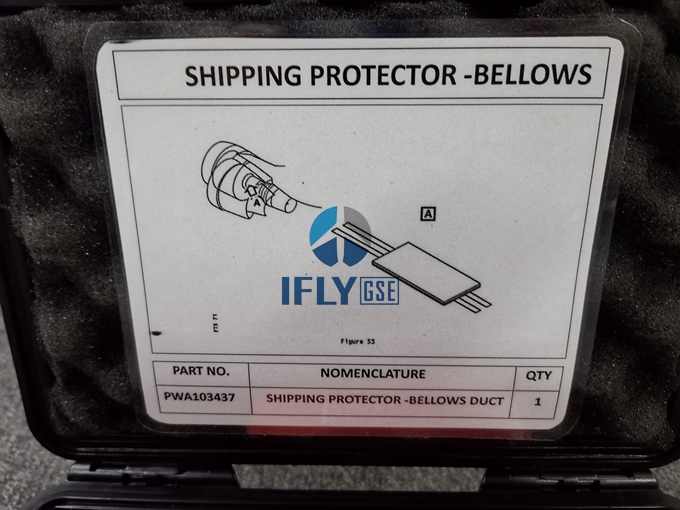 SHIPPING PROTECTOR -BELLOWS
A
A
IFLY GSE
Figure 53
PART NO. NOMENCLATURE QTY
PWA103437 SHIPPING PROTECTOR -BELLOWS DUCT 1